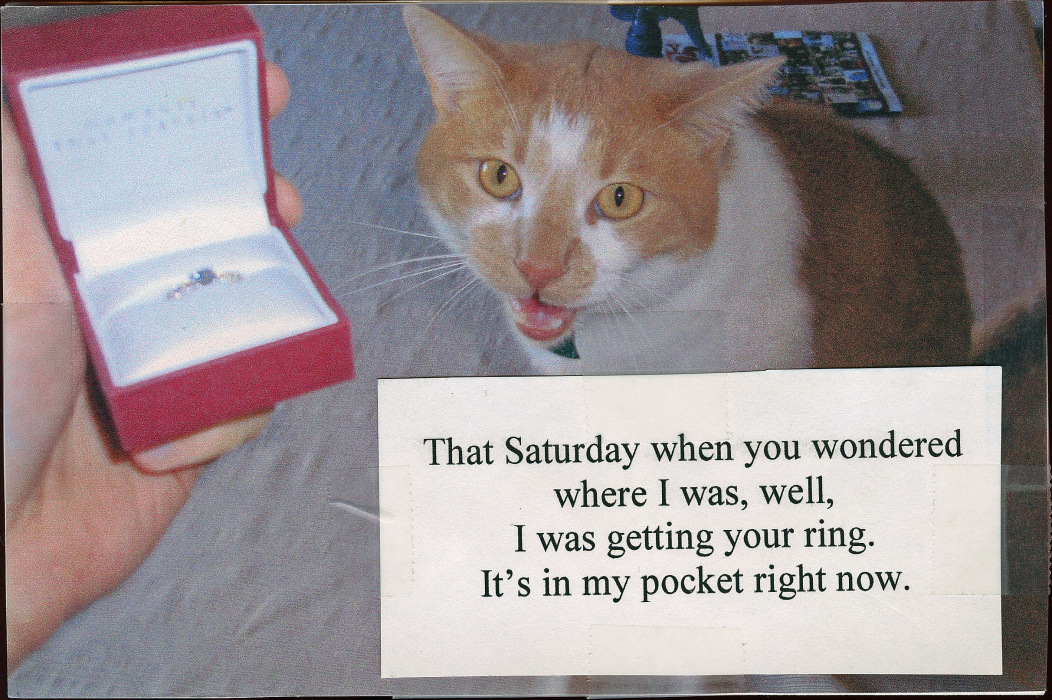 That Saturday when you wondered
where I was, well,
I was getting your ring.
It’s in my pocket right now.